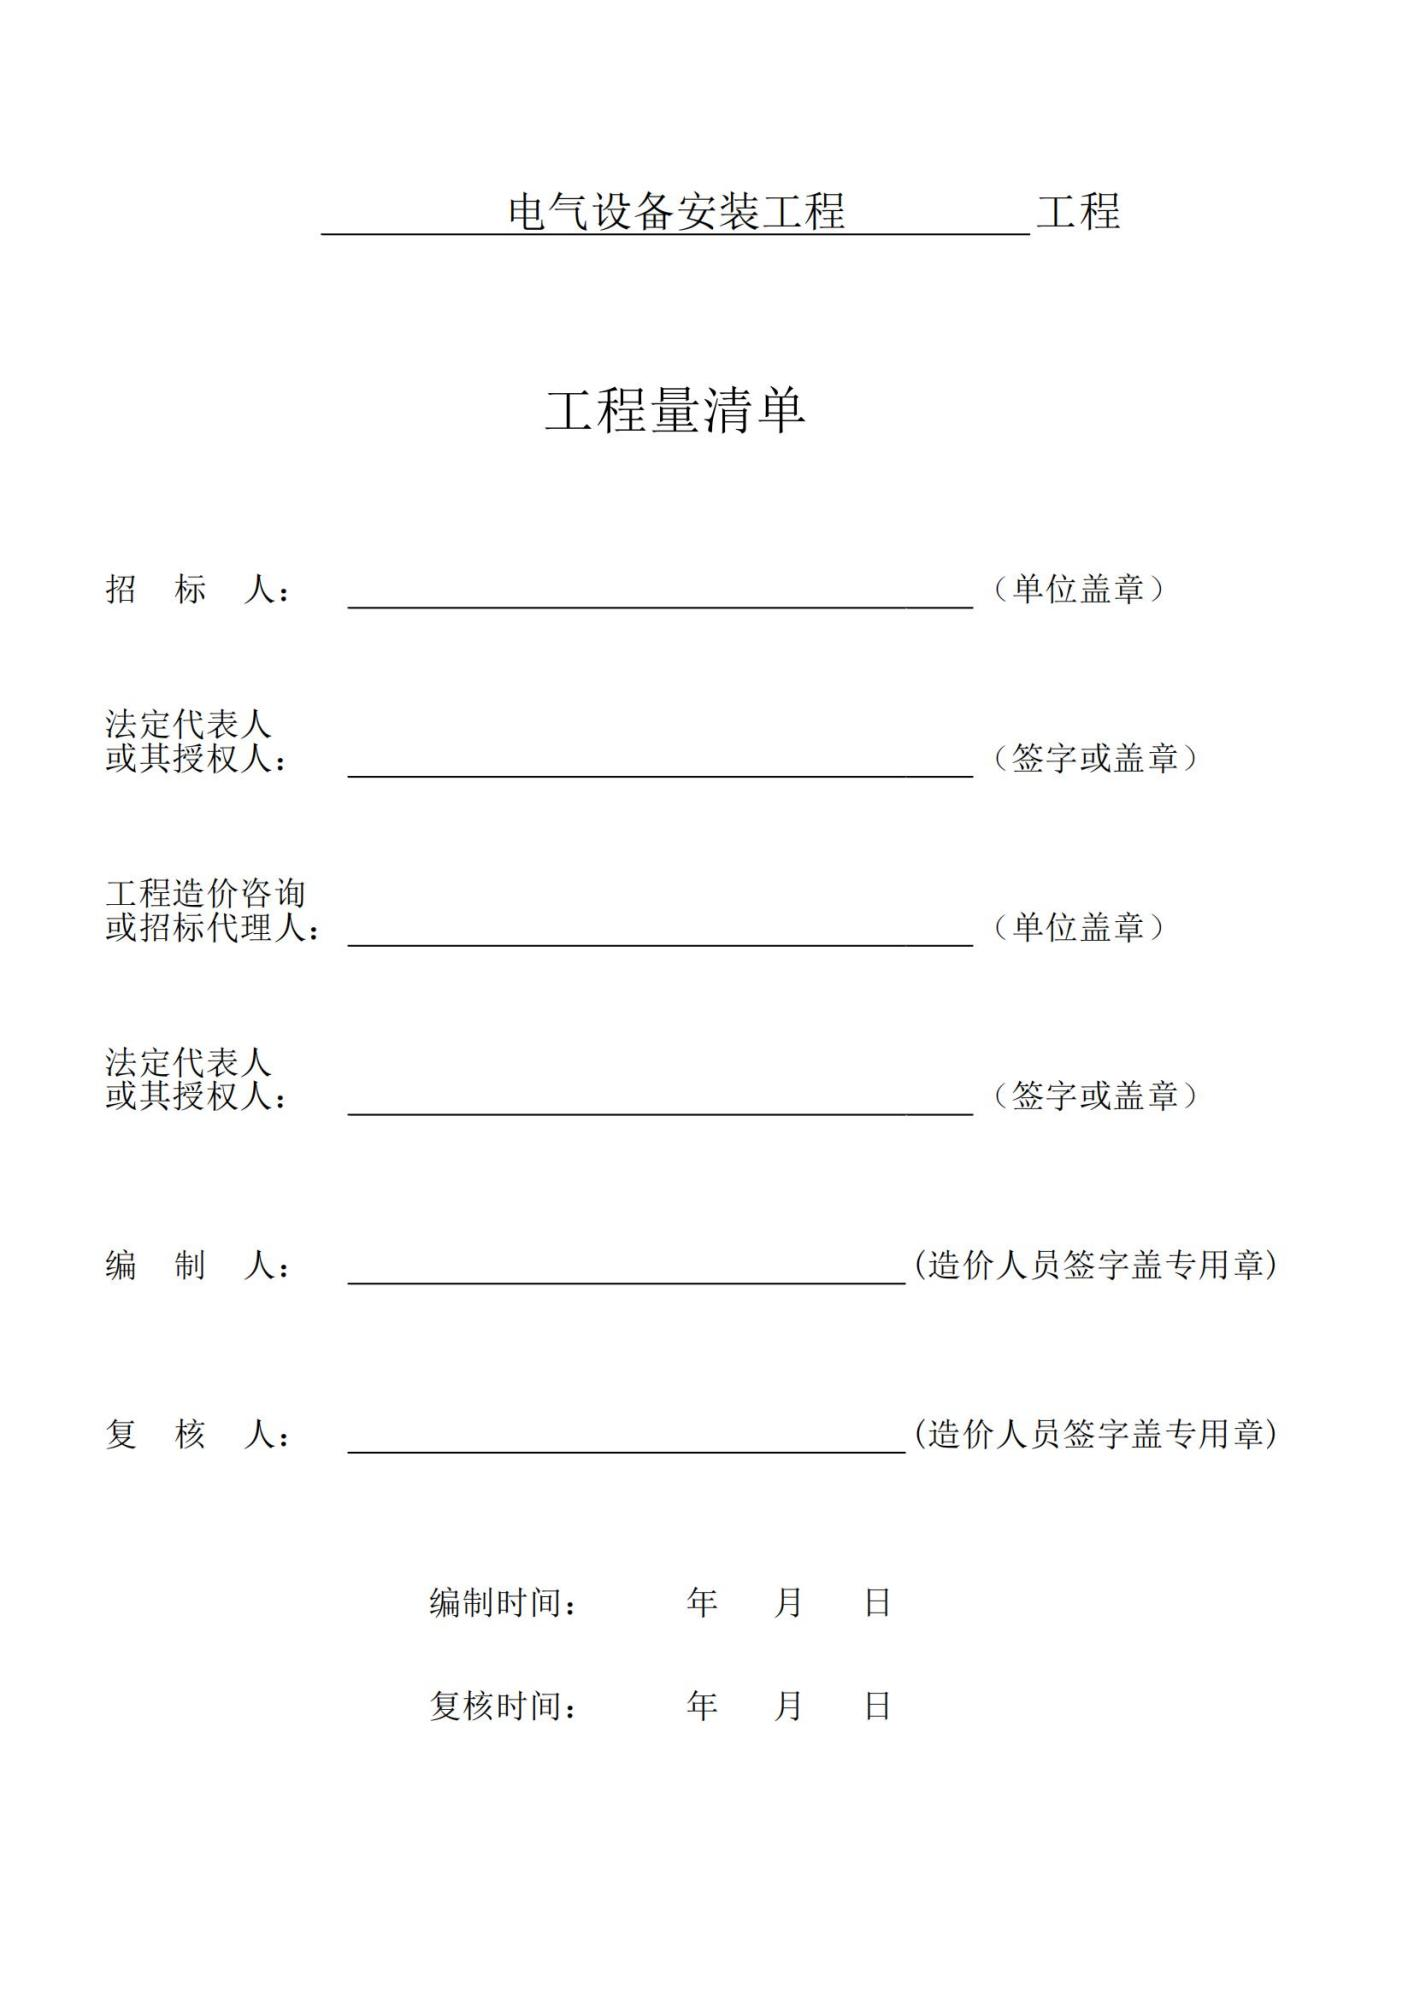 电气设备安装工程 工程
工程量清单
招 标 人： （单位盖章）
法定代表人
或其授权人： （签字或盖章）
工程造价咨询
或招标代理人： （单位盖章）
法定代表人
或其授权人： （签字或盖章）
编 制 人： (造价人员签字盖专用章)
复 核 人： (造价人员签字盖专用章)
编制时间： 年 月 日
复核时间： 年 月 日